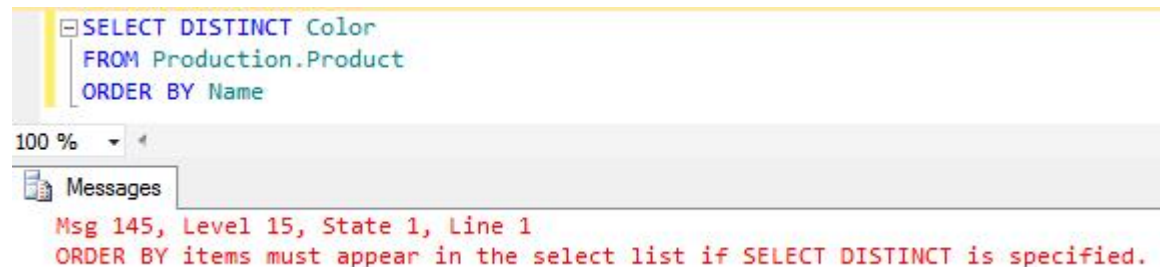 SELECT DISTINCT Color
FROM Production.Product
ORDER BY Name
100 %
Messages
Msg 145, Level 15, State 1, Line 1
ORDER BY items must appear in the select list if SELECT DISTINCT is specified.